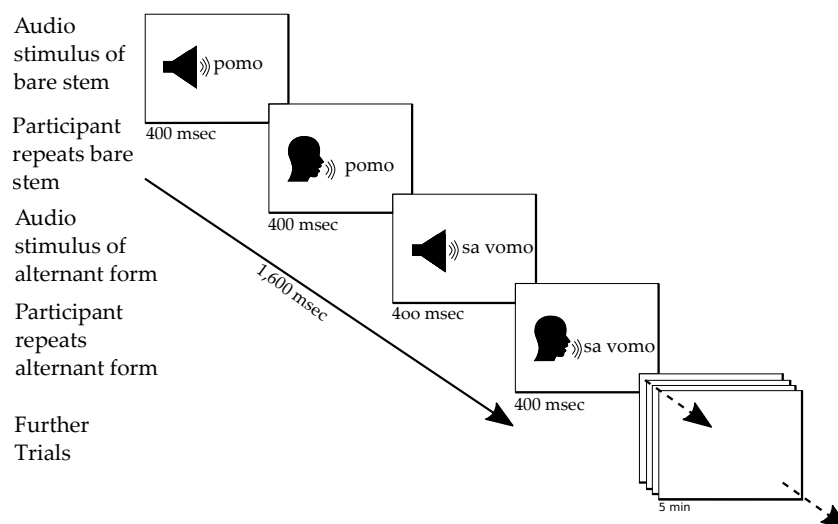 Audio
stimulus of
bare stem
pomo
400 msec
Participant
repeats bare
stem
pomo
400 msec
Audio
stimulus of
alternant form
sa vomo
4oo msec
1,600 msec
Participant
repeats
alternant form
sa vomo
400 msec
Further
Trials
5 min